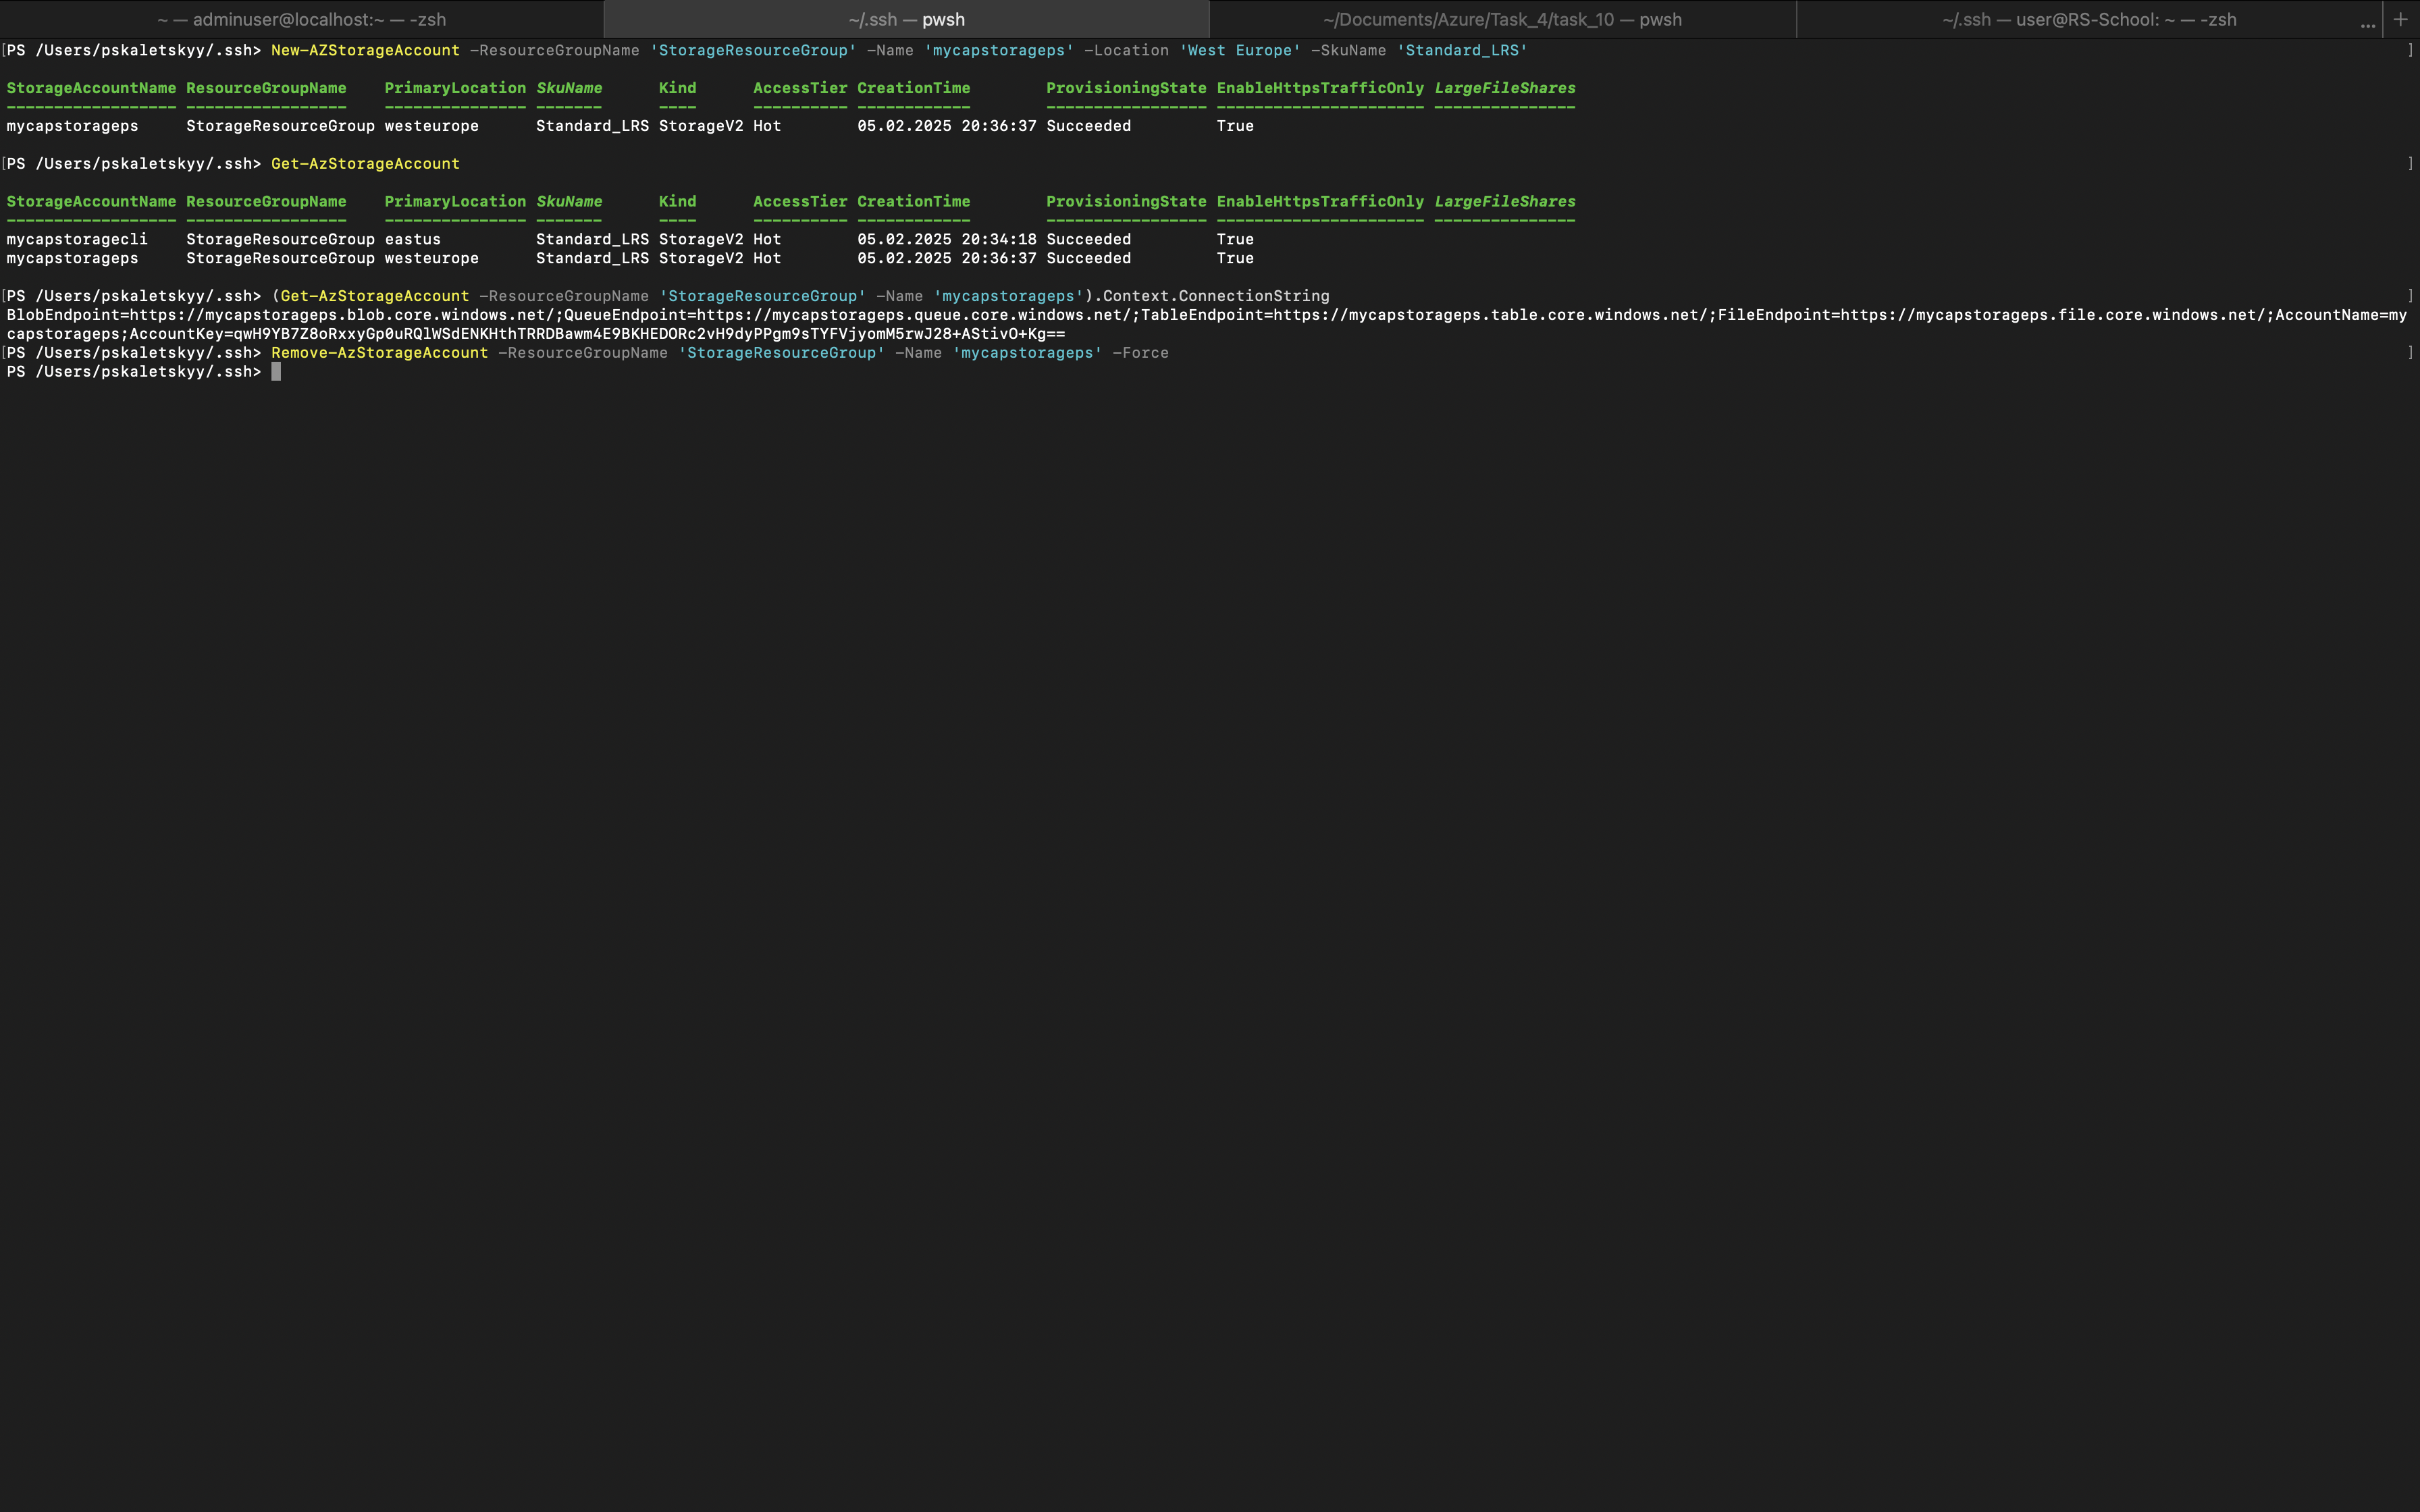 ~ — adminuser@localhost:~ — -zsh
~/.ssh — pwsh
~/Documents/Azure/Task_4/task_10 — pwsh
~/.ssh — user@RS-School: ~ — -zsh
... +
[PS /Users/pskaletskyy/.ssh> New-AZStorageAccount -ResourceGroupName 'StorageResourceGroup' -Name 'mycapstorageps' -Location 'West Europe' -SkuName 'Standard_LRS' ]
StorageAccountName ResourceGroupName    PrimaryLocation SkuName      Kind      AccessTier CreationTime        ProvisioningState EnableHttpsTrafficOnly LargeFileShares
------------------ -----------------    --------------- -------      ----      ---------- ------------        ----------------- ---------------------- ---------------
mycapstorageps     StorageResourceGroup westeurope      Standard_LRS StorageV2 Hot        05.02.2025 20:36:37 Succeeded         True
[PS /Users/pskaletskyy/.ssh> Get-AzStorageAccount ]
StorageAccountName ResourceGroupName    PrimaryLocation SkuName      Kind      AccessTier CreationTime        ProvisioningState EnableHttpsTrafficOnly LargeFileShares
------------------ -----------------    --------------- -------      ----      ---------- ------------        ----------------- ---------------------- ---------------
mycapstoragecli    StorageResourceGroup eastus          Standard_LRS StorageV2 Hot        05.02.2025 20:34:18 Succeeded         True
mycapstorageps     StorageResourceGroup westeurope      Standard_LRS StorageV2 Hot        05.02.2025 20:36:37 Succeeded         True
[PS /Users/pskaletskyy/.ssh> (Get-AzStorageAccount -ResourceGroupName 'StorageResourceGroup' -Name 'mycapstorageps').Context.ConnectionString ]
BlobEndpoint=https://mycapstorageps.blob.core.windows.net/;QueueEndpoint=https://mycapstorageps.queue.core.windows.net/;TableEndpoint=https://mycapstorageps.table.core.windows.net/;FileEndpoint=https://mycapstorageps.file.core.windows.net/;AccountName=my
capstorageps;AccountKey=qwH9YB7Z8oRxxyGp0uRQlWSdENKHthTRRDBawm4E9BKHEDORc2vH9dyPPgm9sTYFVjyomM5rwJ28+AStivO+Kg==
[PS /Users/pskaletskyy/.ssh> Remove-AzStorageAccount -ResourceGroupName 'StorageResourceGroup' -Name 'mycapstorageps' -Force ]
PS /Users/pskaletskyy/.ssh>